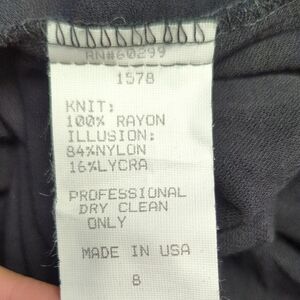 RN#60299
1578
KNIT:
100% RAYON
ILLUSION:
84%NYLON
16%LYCRA
PROFESSIONAL
DRY CLEAN
ONLY
MADE IN USA
8